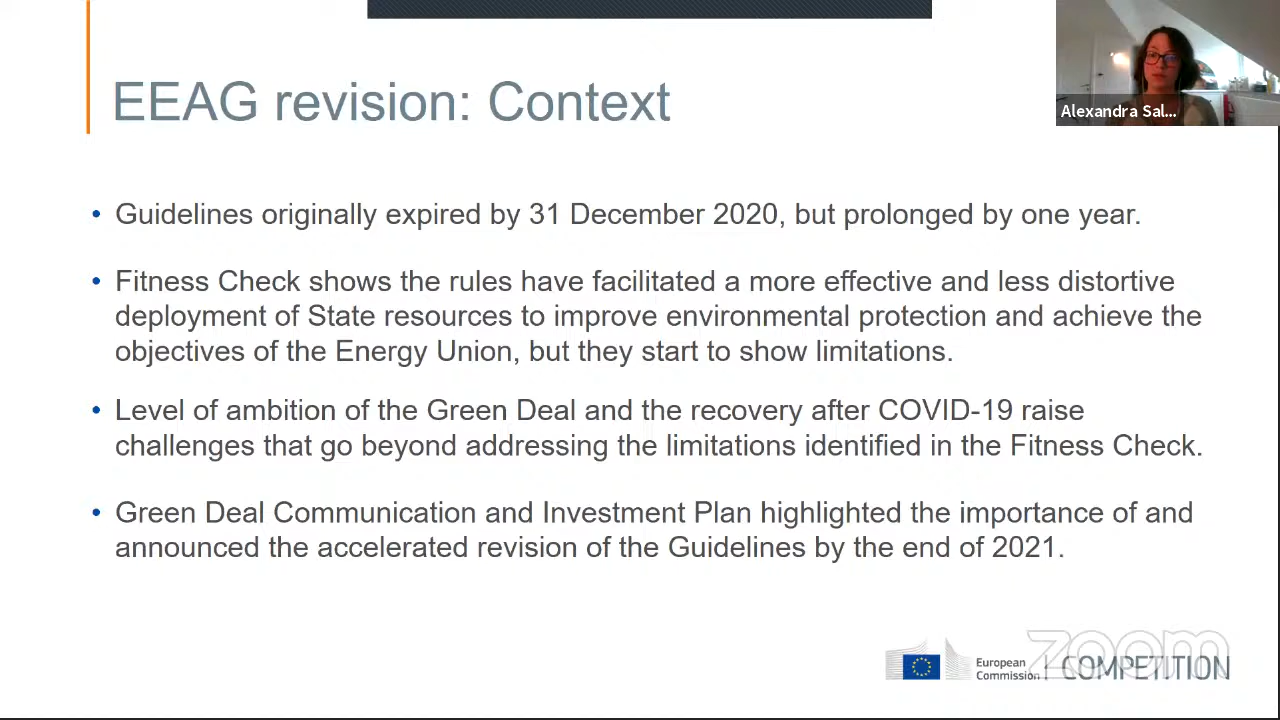 EEAG revision: Context
Alexandra Sal...
• Guidelines originally expired by 31 December 2020, but prolonged by one year.
• Fitness Check shows the rules have facilitated a more effective and less distortive
deployment of State resources to improve environmental protection and achieve the
objectives of the Energy Union, but they start to show limitations.
• Level of ambition of the Green Deal and the recovery after COVID-19 raise
challenges that go beyond addressing the limitations identified in the Fitness Check.
• Green Deal Communication and Investment Plan highlighted the importance of and
announced the accelerated revision of the Guidelines by the end of 2021.
zoom
European
Commission
COMPETITION